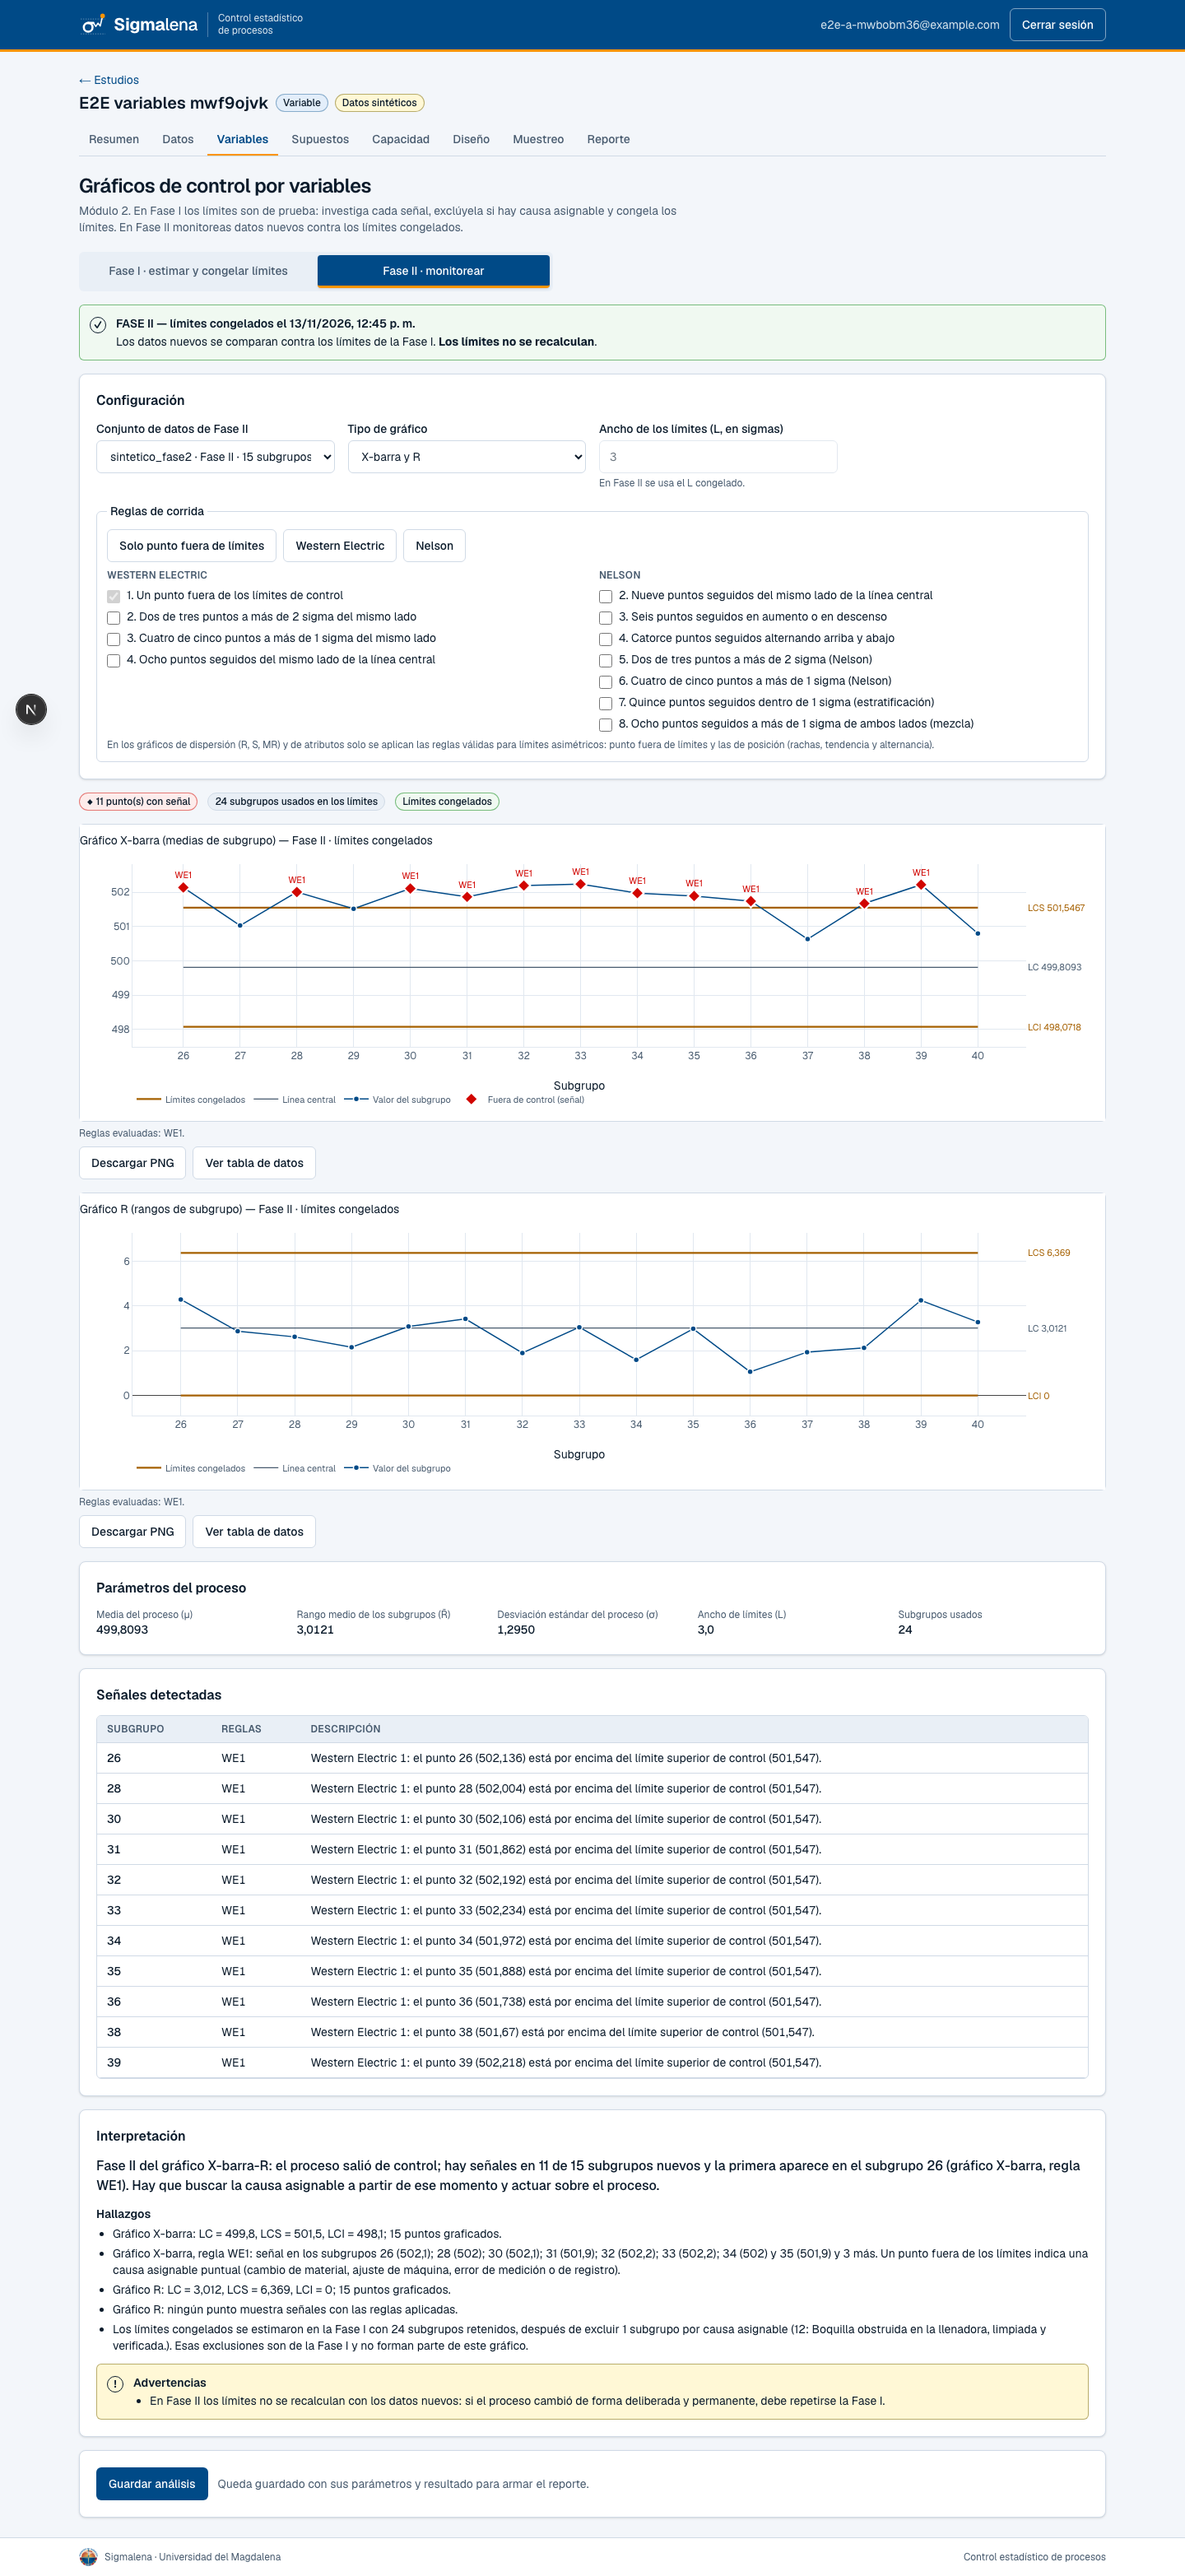 Sigmalena
Control estadístico
de procesos
e2e-a-mwbobm36@example.com
Cerrar sesión
← Estudios
E2E variables mwf9ojvk
Variable
Datos sintéticos
Resumen
Datos
Variables
Supuestos
Capacidad
Diseño
Muestreo
Reporte
Gráficos de control por variables
Módulo 2. En Fase I los límites son de prueba: investiga cada señal, exclúyela si hay causa asignable y congela los
límites. En Fase II monitoreas datos nuevos contra los límites congelados.
Fase I · estimar y congelar límites
Fase II · monitorear
FASE II — límites congelados el 13/11/2026, 12:45 p. m.
Los datos nuevos se comparan contra los límites de la Fase I. Los límites no se recalculan.
Configuración
Conjunto de datos de Fase II
Tipo de gráfico
Ancho de los límites (L, en sigmas)
sintetico_fase2 · Fase II · 15 subgrupos
X-barra y R
3
En Fase II se usa el L congelado.
Reglas de corrida
Solo punto fuera de límites
Western Electric
Nelson
WESTERN ELECTRIC
1. Un punto fuera de los límites de control
2. Dos de tres puntos a más de 2 sigma del mismo lado
3. Cuatro de cinco puntos a más de 1 sigma del mismo lado
4. Ocho puntos seguidos del mismo lado de la línea central
NELSON
2. Nueve puntos seguidos del mismo lado de la línea central
3. Seis puntos seguidos en aumento o en descenso
4. Catorce puntos seguidos alternando arriba y abajo
5. Dos de tres puntos a más de 2 sigma (Nelson)
6. Cuatro de cinco puntos a más de 1 sigma (Nelson)
7. Quince puntos seguidos dentro de 1 sigma (estratificación)
8. Ocho puntos seguidos a más de 1 sigma de ambos lados (mezcla)
En los gráficos de dispersión (R, S, MR) y de atributos solo se aplican las reglas válidas para límites asimétricos: punto fuera de límites y las de posición (rachas, tendencia y alternancia).
N
◆ 11 punto(s) con señal
24 subgrupos usados en los límites
Límites congelados
Gráfico X-barra (medias de subgrupo) — Fase II · límites congelados
WE1 WE1 WE1 WE1 WE1 WE1 WE1 WE1 WE1 WE1 WE1
502
501
500
499
498
LCS 501,5467
LC 499,8093
LCI 498,0718
26 27 28 29 30 31 32 33 34 35 36 37 38 39 40
Subgrupo
Límites congelados
Línea central
Valor del subgrupo
Fuera de control (señal)
Reglas evaluadas: WE1.
Descargar PNG
Ver tabla de datos
Gráfico R (rangos de subgrupo) — Fase II · límites congelados
6
4
2
0
LCS 6,369
LC 3,0121
LCI 0
26 27 28 29 30 31 32 33 34 35 36 37 38 39 40
Subgrupo
Límites congelados
Línea central
Valor del subgrupo
Reglas evaluadas: WE1.
Descargar PNG
Ver tabla de datos
Parámetros del proceso
Media del proceso (μ)
499,8093
Rango medio de los subgrupos (R̄)
3,0121
Desviación estándar del proceso (σ)
1,2950
Ancho de límites (L)
3,0
Subgrupos usados
24
Señales detectadas
SUBGRUPO REGLAS DESCRIPCIÓN
26 WE1 Western Electric 1: el punto 26 (502,136) está por encima del límite superior de control (501,547).
28 WE1 Western Electric 1: el punto 28 (502,004) está por encima del límite superior de control (501,547).
30 WE1 Western Electric 1: el punto 30 (502,106) está por encima del límite superior de control (501,547).
31 WE1 Western Electric 1: el punto 31 (501,862) está por encima del límite superior de control (501,547).
32 WE1 Western Electric 1: el punto 32 (502,192) está por encima del límite superior de control (501,547).
33 WE1 Western Electric 1: el punto 33 (502,234) está por encima del límite superior de control (501,547).
34 WE1 Western Electric 1: el punto 34 (501,972) está por encima del límite superior de control (501,547).
35 WE1 Western Electric 1: el punto 35 (501,888) está por encima del límite superior de control (501,547).
36 WE1 Western Electric 1: el punto 36 (501,738) está por encima del límite superior de control (501,547).
38 WE1 Western Electric 1: el punto 38 (501,67) está por encima del límite superior de control (501,547).
39 WE1 Western Electric 1: el punto 39 (502,218) está por encima del límite superior de control (501,547).
Interpretación
Fase II del gráfico X-barra-R: el proceso salió de control; hay señales en 11 de 15 subgrupos nuevos y la primera aparece en el subgrupo 26 (gráfico X-barra, regla
WE1). Hay que buscar la causa asignable a partir de ese momento y actuar sobre el proceso.
Hallazgos
• Gráfico X-barra: LC = 499,8, LCS = 501,5, LCI = 498,1; 15 puntos graficados.
• Gráfico X-barra, regla WE1: señal en los subgrupos 26 (502,1); 28 (502); 30 (502,1); 31 (501,9); 32 (502,2); 33 (502,2); 34 (502) y 35 (501,9) y 3 más. Un punto fuera de los límites indica una
causa asignable puntual (cambio de material, ajuste de máquina, error de medición o de registro).
• Gráfico R: LC = 3,012, LCS = 6,369, LCI = 0; 15 puntos graficados.
• Gráfico R: ningún punto muestra señales con las reglas aplicadas.
• Los límites congelados se estimaron en la Fase I con 24 subgrupos retenidos, después de excluir 1 subgrupo por causa asignable (12: Boquilla obstruida en la llenadora, limpiada y
verificada.). Esas exclusiones son de la Fase I y no forman parte de este gráfico.
Advertencias
• En Fase II los límites no se recalculan con los datos nuevos: si el proceso cambió de forma deliberada y permanente, debe repetirse la Fase I.
Guardar análisis
Queda guardado con sus parámetros y resultado para armar el reporte.
Sigmalena · Universidad del Magdalena
Control estadístico de procesos